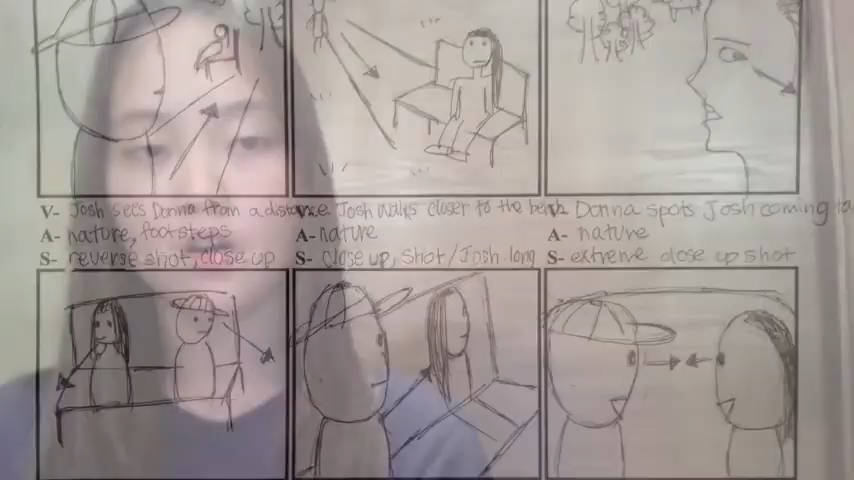 V- Josh sees Donna from a distance
A- nature, footsteps
S- reverse shot, close up
Josh walks closer to the bench
A- nature
S- close up, shot/Josh long
V- Donna spots Josh coming
A- nature
S- extreme close up shot